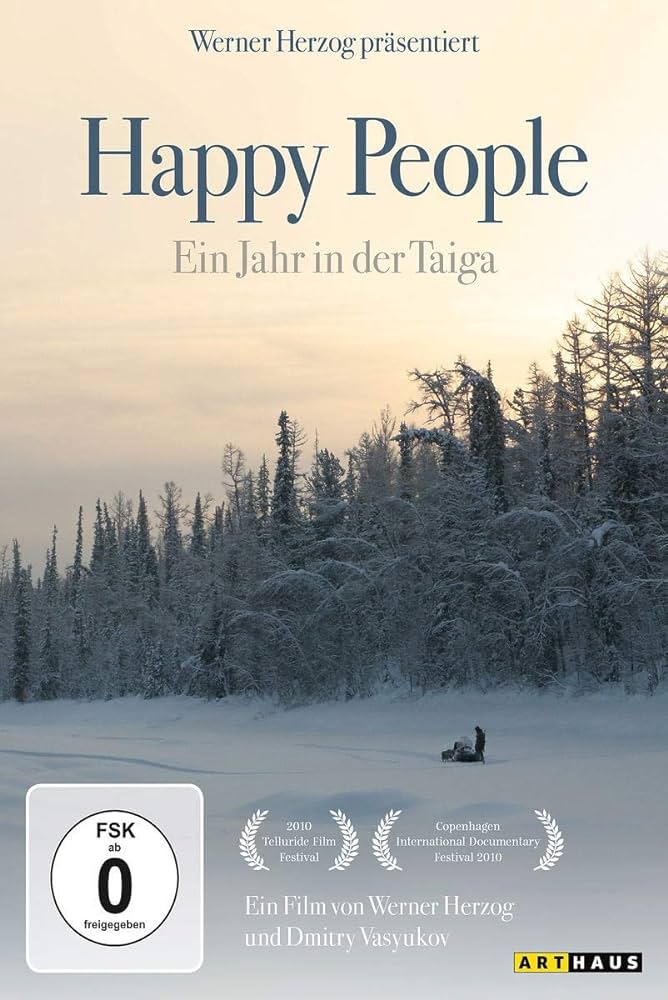 Werner Herzog präsentiert
Happy People
Ein Jahr in der Taiga
FSK
ab
0
freigegeben
2010
Telluride Film
Festival
Copenhagen
International Documentary
Festival 2010
Ein Film von Werner Herzog
und Dmitry Vasyukov
ARTHAUS